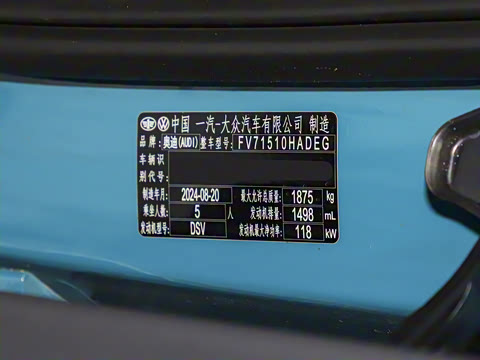 中国 一汽-大众汽车有限公司 制造
品牌: 奥迪(AUDI) 整车型号: FV71510HADEG
车辆识
别代号:
制造年月: 2024-08-20 最大允许总质量: 1875 kg
乘坐人数: 5 人 发动机排量: 1498 mL
发动机型号: DSV 发动机最大净功率: 118 kW